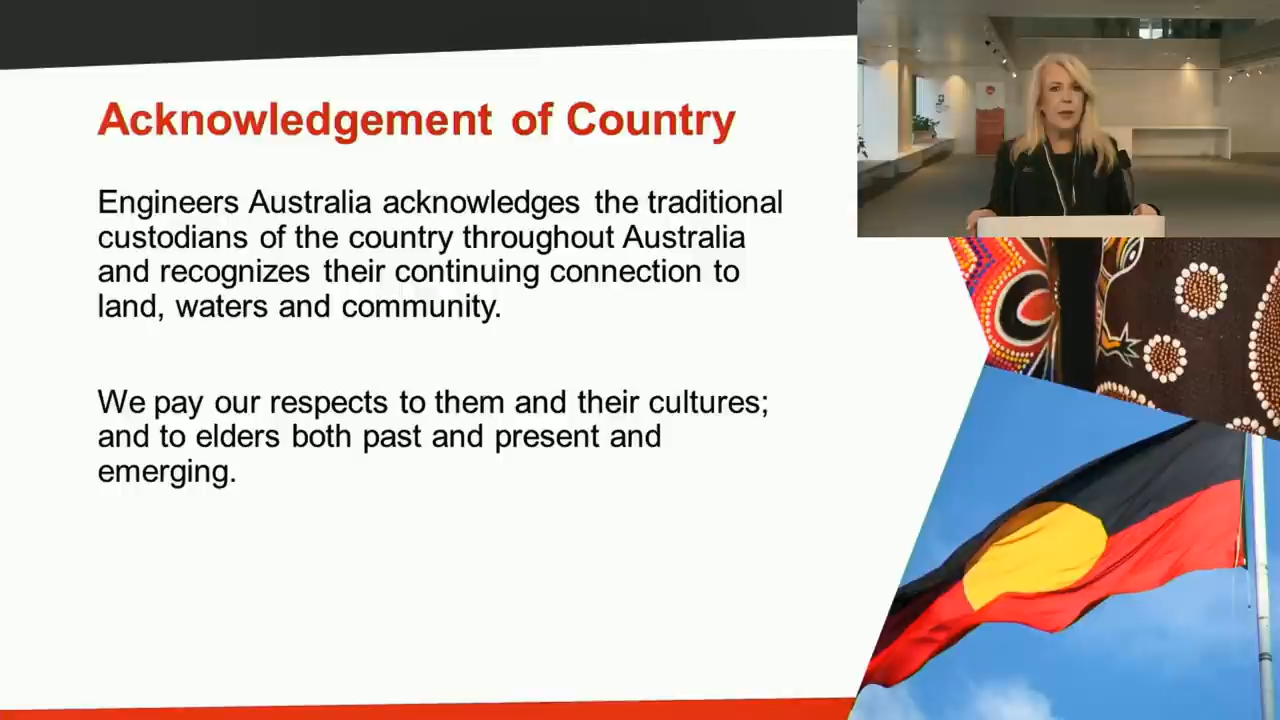 Acknowledgement of Country
Engineers Australia acknowledges the traditional
custodians of the country throughout Australia
and recognizes their continuing connection to
land, waters and community.
We pay our respects to them and their cultures;
and to elders both past and present and
emerging.